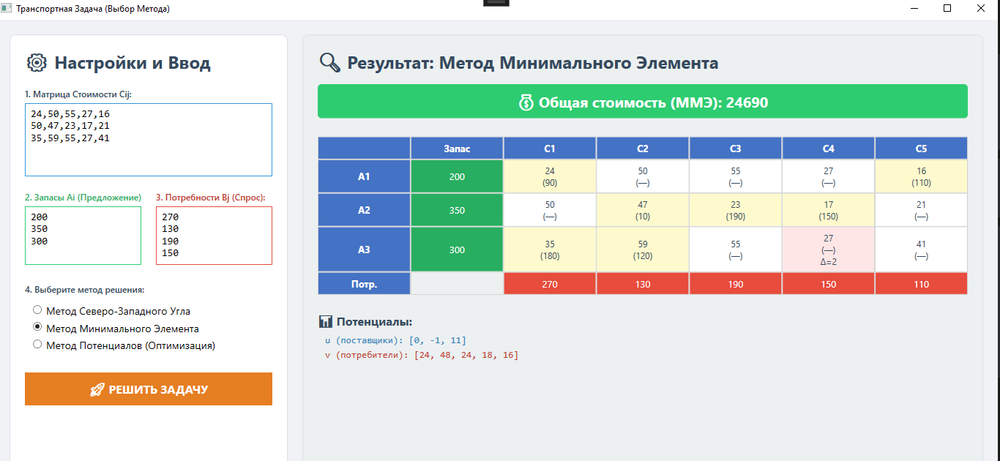 Транспортная Задача (Выбор Метода)
Настройки и Ввод
1. Матрица Стоимости Cij:
24,50,55,27,16
50,47,23,17,21
35,59,55,27,41
2. Запасы Ai (Предложение)
200
350
300
3. Потребности Bj (Спрос):
270
130
190
150
4. Выберите метод решения:
Метод Северо-Западного Угла
Метод Минимального Элемента
Метод Потенциалов (Оптимизация)
РЕШИТЬ ЗАДАЧУ
Результат: Метод Минимального Элемента
Общая стоимость (ММЭ): 24690
Запас C1 C2 C3 C4 C5
A1 200 24 (90) 50 (—) 55 (—) 27 (—) 16 (110)
A2 350 50 (—) 47 (10) 23 (190) 17 (150) 21 (—)
A3 300 35 (180) 59 (120) 55 (—) 27 (—) Δ=2 41 (—)
Потр. 270 130 190 150 110
Потенциалы:
u (поставщики): [0, -1, 11]
v (потребители): [24, 48, 24, 18, 16]